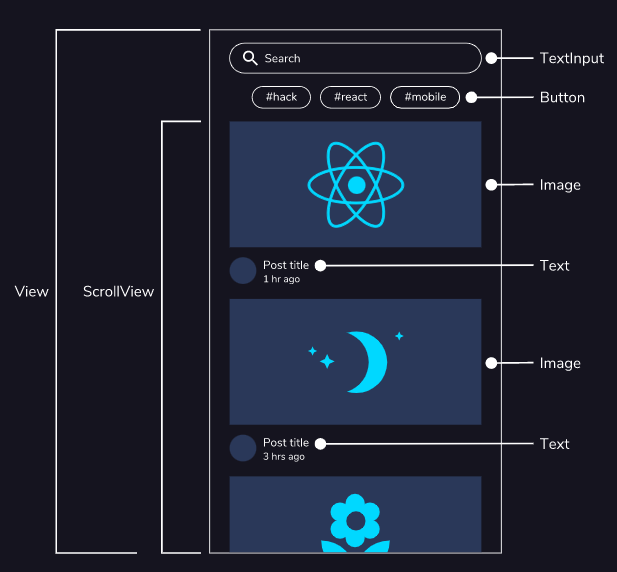 Search
TextInput
#hack
#react
#mobile
Button
Image
Post title
1 hr ago
Text
View
ScrollView
Image
Post title
3 hrs ago
Text